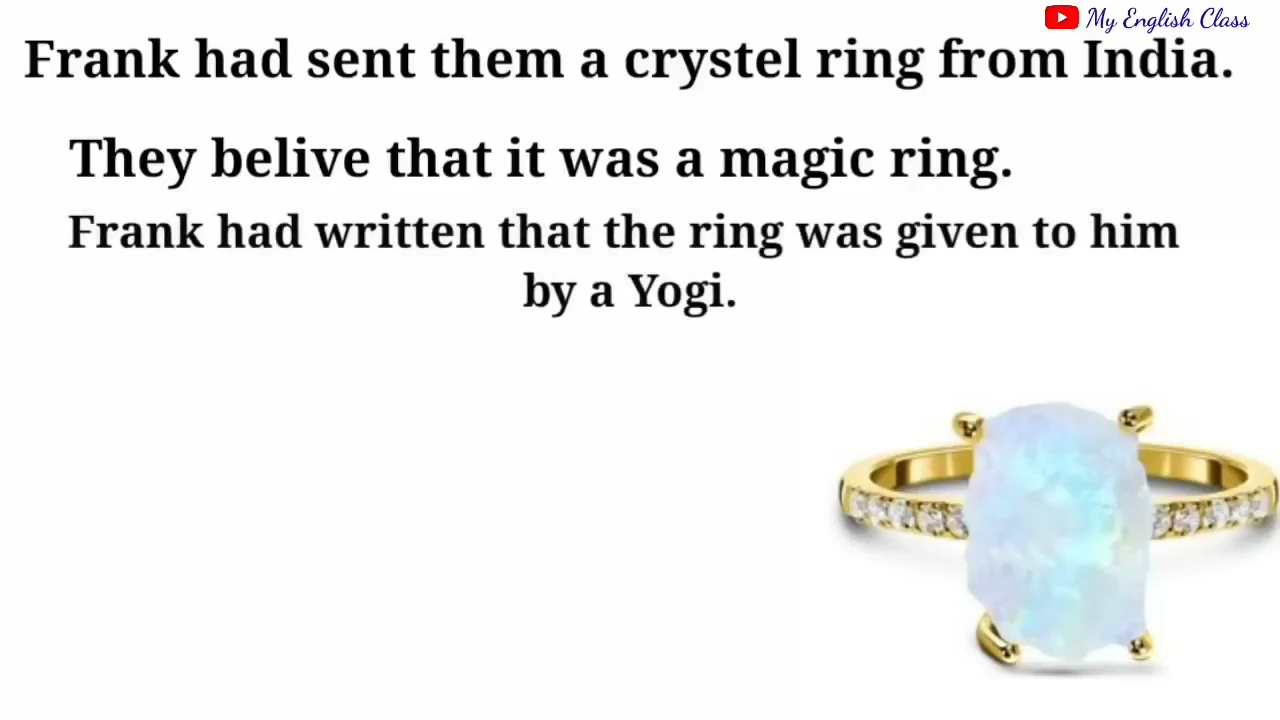 My English Class
Frank had sent them a crystel ring from India.
They belive that it was a magic ring.
Frank had written that the ring was given to him
by a Yogi.